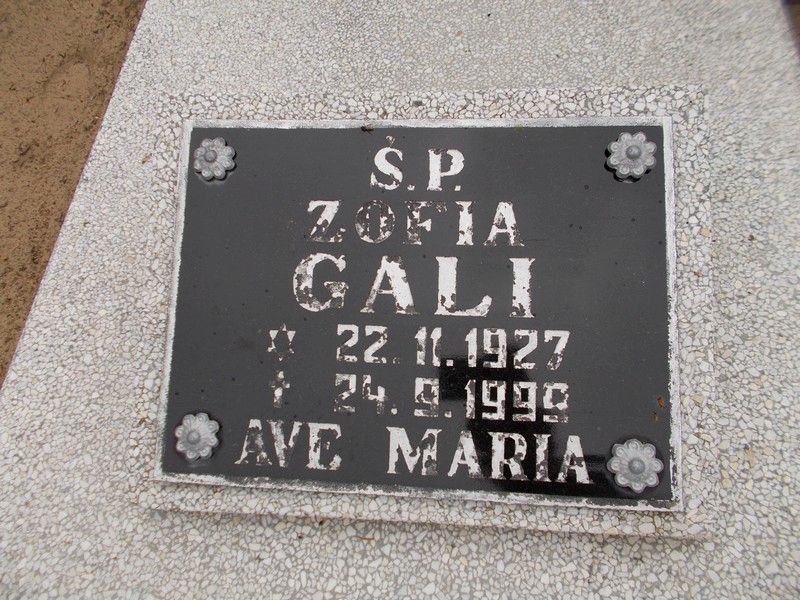 Ś.P.
ZOFIA
GALI
22.11.1927
24.9.1999
AVE MARIA